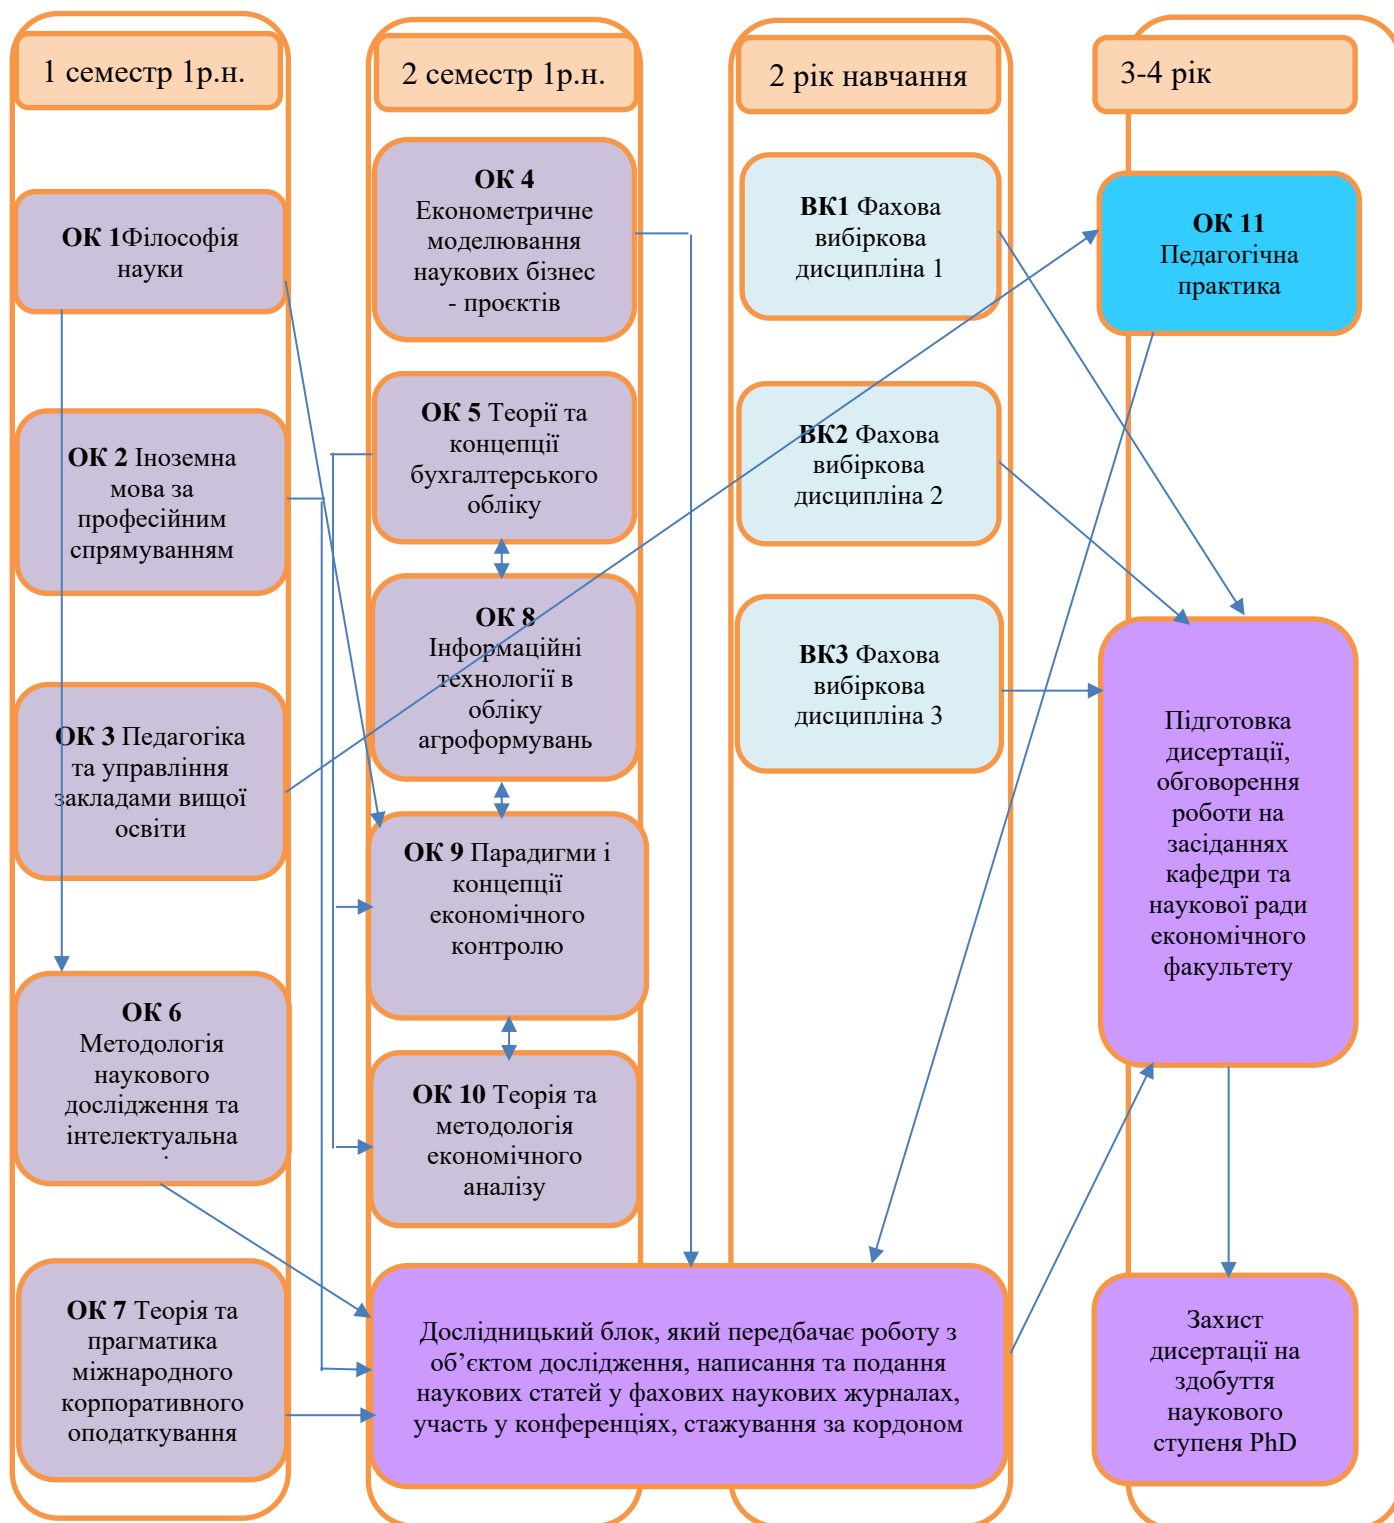 1 семестр 1р.н.
ОК 1Філософія
науки
ОК 2 Іноземна
мова за
професійним
спрямуванням
ОК 3 Педагогіка
та управління
закладами вищої
освіти
ОК 6
Методологія
наукового
дослідження та
інтелектуальна
ОК 7 Теорія та
прагматика
міжнародного
корпоративного
оподаткування
2 семестр 1р.н.
ОК 4
Економетричне
моделювання
наукових бізнес
- проєктів
ОК 5 Теорії та
концепції
бухгалтерського
обліку
ОК 8
Інформаційні
технології в
обліку
агроформувань
ОК 9 Парадигми і
концепції
економічного
контролю
ОК 10 Теорія та
методологія
економічного
аналізу
Дослідницький блок, який передбачає роботу з
об’єктом дослідження, написання та подання
наукових статей у фахових наукових журналах,
участь у конференціях, стажування за кордоном
2 рік навчання
ВК1 Фахова
вибіркова
дисципліна 1
ВК2 Фахова
вибіркова
дисципліна 2
ВК3 Фахова
вибіркова
дисципліна 3
3-4 рік
ОК 11
Педагогічна
практика
Підготовка
дисертації,
обговорення
роботи на
засіданнях
кафедри та
наукової ради
економічного
факультету
Захист
дисертації на
здобуття
наукового
ступеня PhD